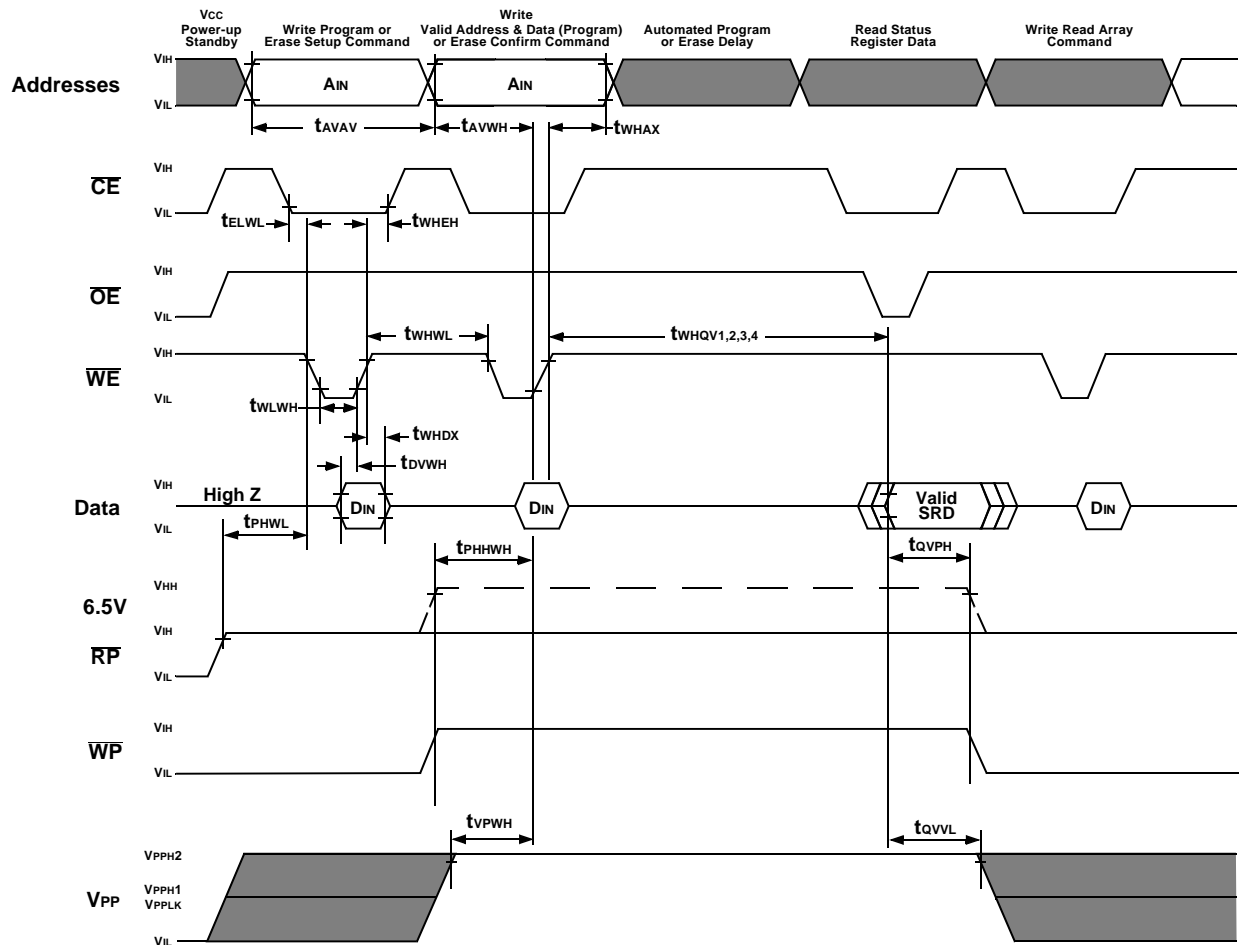 Vcc
Power-up
Standby
Write Program or
Erase Setup Command
Write
Valid Address & Data (Program)
or Erase Confirm Command
Automated Program
or Erase Delay
Read Status
Register Data
Write Read Array
Command
Addresses
VIH
VIL
AIN
AIN
tAVAV
tAVWH
tWHAX
CE
VIH
VIL
tELWL
tWHEH
OE
VIH
VIL
WE
VIH
VIL
tWHWL
tWHQV1,2,3,4
tWLWH
tWHDX
tDVWH
Data
VIH
VIL
High Z
DIN
DIN
Valid
SRD
DIN
tPHWL
tPHHWH
tQVPH
6.5V
VHH
VIH
RP
VIL
WP
VIH
VIL
tVPWH
tQVVL
VPP
VPPH2
VPPH1
VPPLK
VIL